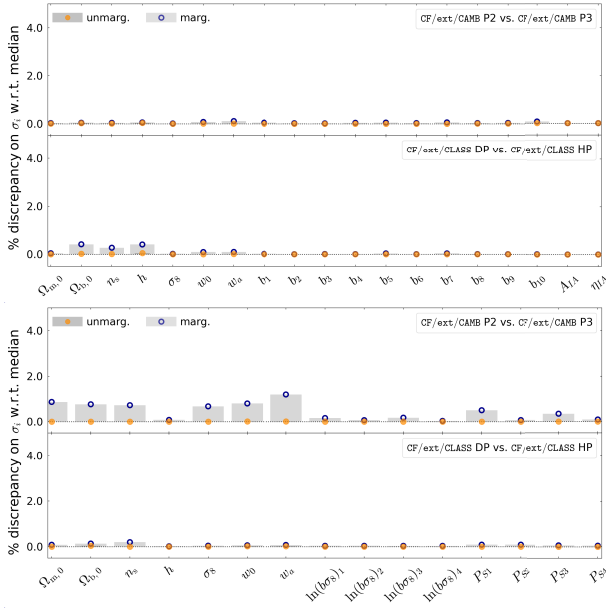 unmarg. marg. CF/ext/CAMB P2 vs. CF/ext/CAMB P3
4.0
2.0
0.0
% discrepancy on σᵢ w.r.t. median
CF/ext/CLASS DP vs. CF/ext/CLASS HP
4.0
2.0
0.0
Ωm,0 Ωb,0 ns h σ8 w0 wa b1 b2 b3 b4 b5 b6 b7 b8 b9 b10 AIA ηIA
unmarg. marg. CF/ext/CAMB P2 vs. CF/ext/CAMB P3
4.0
2.0
0.0
% discrepancy on σᵢ w.r.t. median
CF/ext/CLASS DP vs. CF/ext/CLASS HP
4.0
2.0
0.0
Ωm,0 Ωb,0 ns h σ8 w0 wa ln(bσ8)1 ln(bσ8)2 ln(bσ8)3 ln(bσ8)4 PS1 PS2 PS3